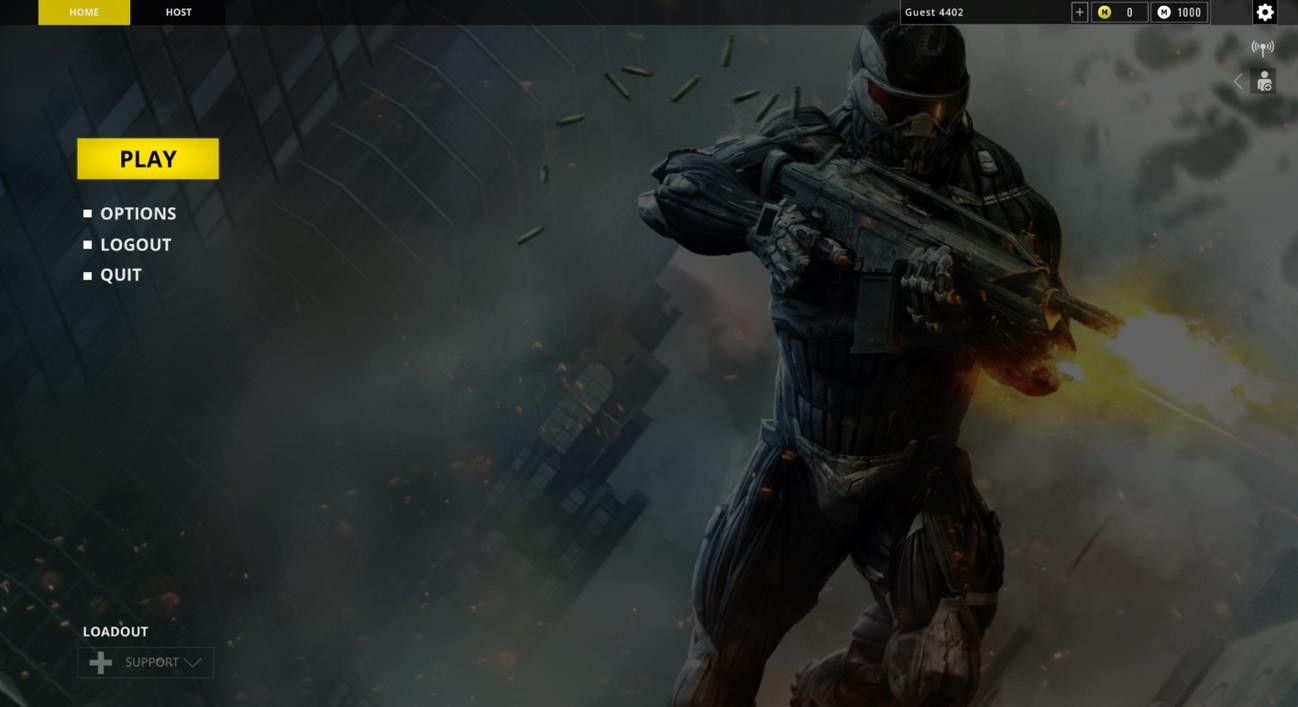 HOME HOST Guest 4402 + M 0 M 1000
PLAY
OPTIONS
LOGOUT
QUIT
LOADOUT
SUPPORT